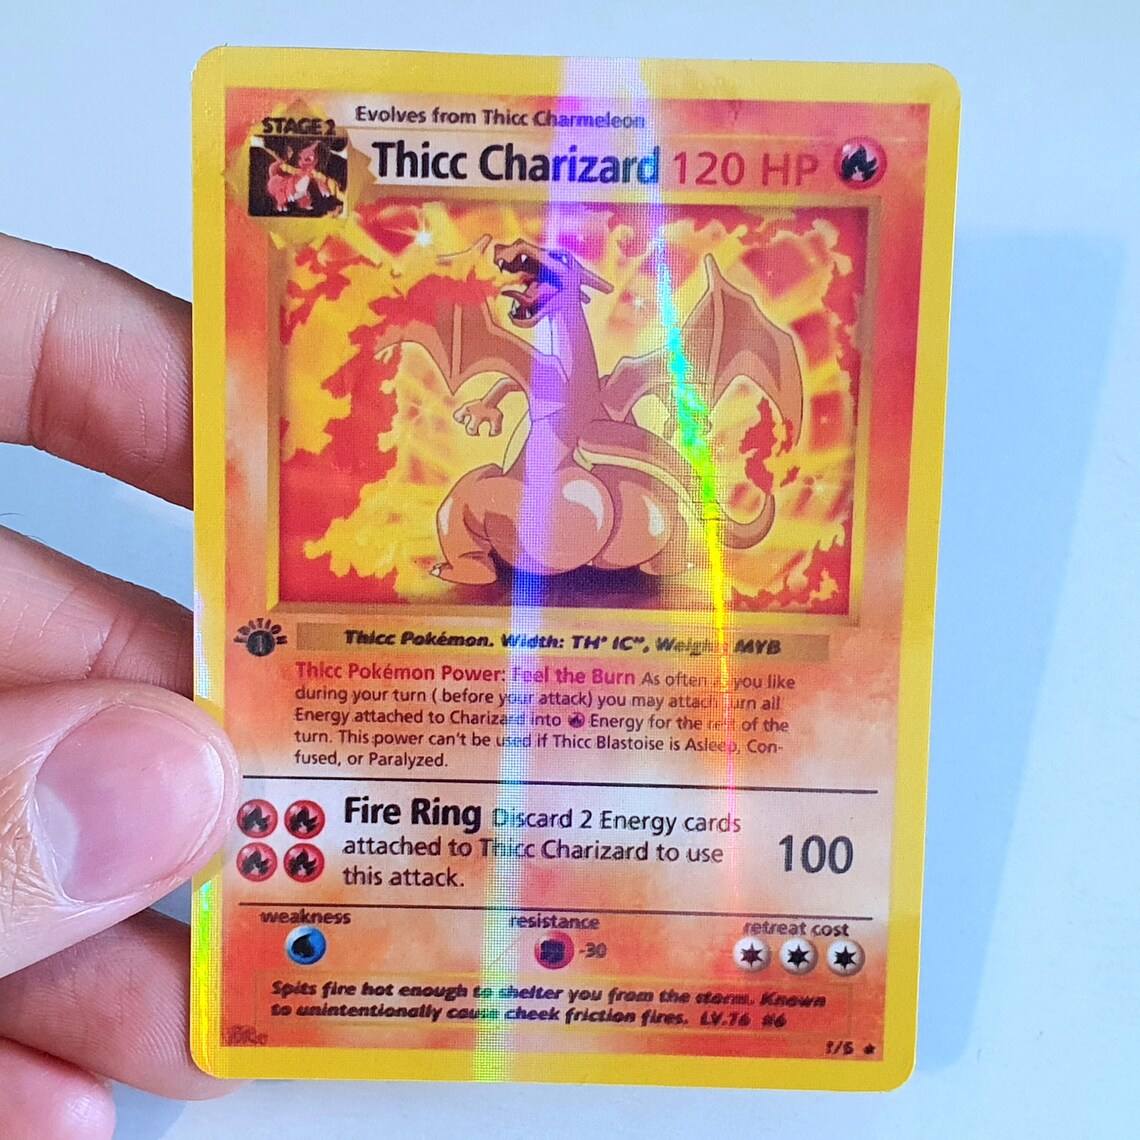 Evolves from Thicc Charmeleon
STAGE 2
Thicc Charizard 120 HP
EDITION
1
Thicc Pokémon. Width: TH' IC", Weight: MYB
Thicc Pokémon Power: Feel the Burn As often as you like
during your turn ( before your attack) you may attach turn all
Energy attached to Charizard into Energy for the rest of the
turn. This power can't be used if Thicc Blastoise is Asleep, Con-
fused, or Paralyzed.
Fire Ring Discard 2 Energy cards
attached to Thicc Charizard to use
this attack.
100
weakness
resistance
retreat cost
-30
Spits fire hot enough to shelter you from the storm. Known
to unintentionally cause cheek friction fires. LV.76 #6